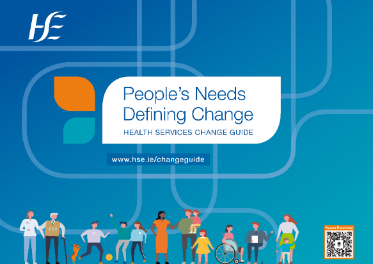 HSE
People's Needs
Defining Change
HEALTH SERVICES CHANGE GUIDE
www.hse.ie/changeguide